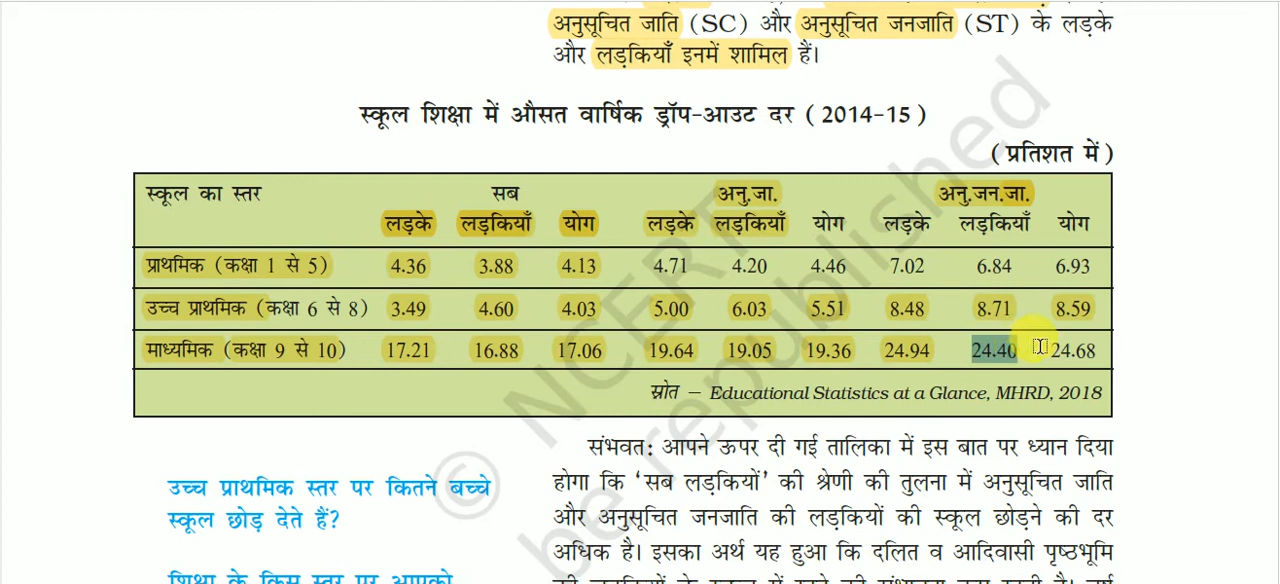 अनुसूचित जाति (SC) और अनुसूचित जनजाति (ST) के लड़के
और लड़कियाँ इनमें शामिल हैं।
स्कूल शिक्षा में औसत वार्षिक ड्रॉप-आउट दर ( 2014-15 )
( प्रतिशत में )
स्कूल का स्तर सब अनु.जा. अनु.जन.जा.
लड़के लड़कियाँ योग लड़के लड़कियाँ योग लड़के लड़कियाँ योग
प्राथमिक (कक्षा 1 से 5) 4.36 3.88 4.13 4.71 4.20 4.46 7.02 6.84 6.93
उच्च प्राथमिक (कक्षा 6 से 8) 3.49 4.60 4.03 5.00 6.03 5.51 8.48 8.71 8.59
माध्यमिक (कक्षा 9 से 10) 17.21 16.88 17.06 19.64 19.05 19.36 24.94 24.40 24.68
स्रोत – Educational Statistics at a Glance, MHRD, 2018
संभवत: आपने ऊपर दी गई तालिका में इस बात पर ध्यान दिया
होगा कि ‘सब लड़कियों’ की श्रेणी की तुलना में अनुसूचित जाति
और अनुसूचित जनजाति की लड़कियों की स्कूल छोड़ने की दर
अधिक है। इसका अर्थ यह हुआ कि दलित व आदिवासी पृष्ठभूमि
उच्च प्राथमिक स्तर पर कितने बच्चे
स्कूल छोड़ देते हैं?
शिक्षा के किस स्तर पर आपको
© NCERT
be republished